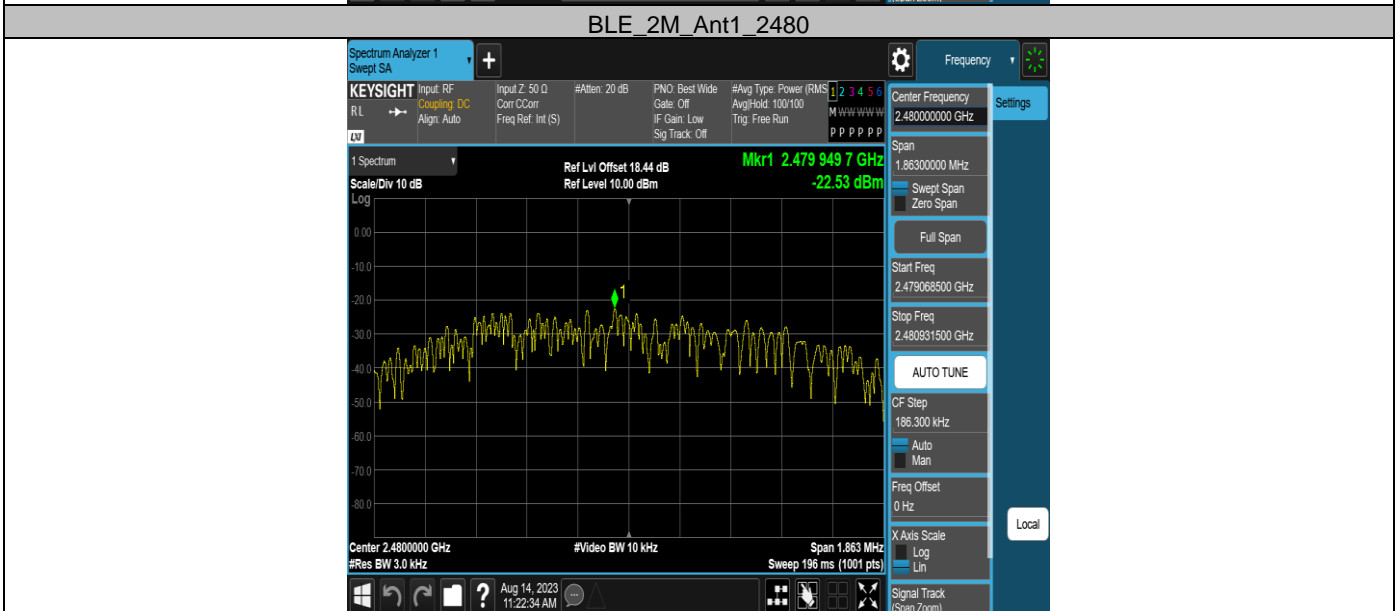 BLE_2M_Ant1_2480
Spectrum Analyzer 1
Swept SA
+
Frequency
KEYSIGHT
RL
LXI
Input: RF
Coupling: DC
Align: Auto
Input Z: 50 Ω
Corr CCorr
Freq Ref: Int (S)
#Atten: 20 dB
PNO: Best Wide
Gate: Off
IF Gain: Low
Sig Track: Off
#Avg Type: Power (RMS
Avg|Hold: 100/100
Trig: Free Run
1 2 3 4 5 6
M W W W W W
P P P P P P
1 Spectrum
Scale/Div 10 dB
Log
Ref Lvl Offset 18.44 dB
Ref Level 10.00 dBm
Mkr1 2.479 949 7 GHz
-22.53 dBm
1
0.00
-10.0
-20.0
-30.0
-40.0
-50.0
-60.0
-70.0
-80.0
Center 2.4800000 GHz
#Res BW 3.0 kHz
#Video BW 10 kHz
Span 1.863 MHz
Sweep 196 ms (1001 pts)
?
Aug 14, 2023
11:22:34 AM
Center Frequency
2.480000000 GHz
Settings
Span
1.86300000 MHz
Swept Span
Zero Span
Full Span
Start Freq
2.479068500 GHz
Stop Freq
2.480931500 GHz
AUTO TUNE
CF Step
186.300 kHz
Auto
Man
Freq Offset
0 Hz
Local
X Axis Scale
Log
Lin
Signal Track
(Span Zoom)